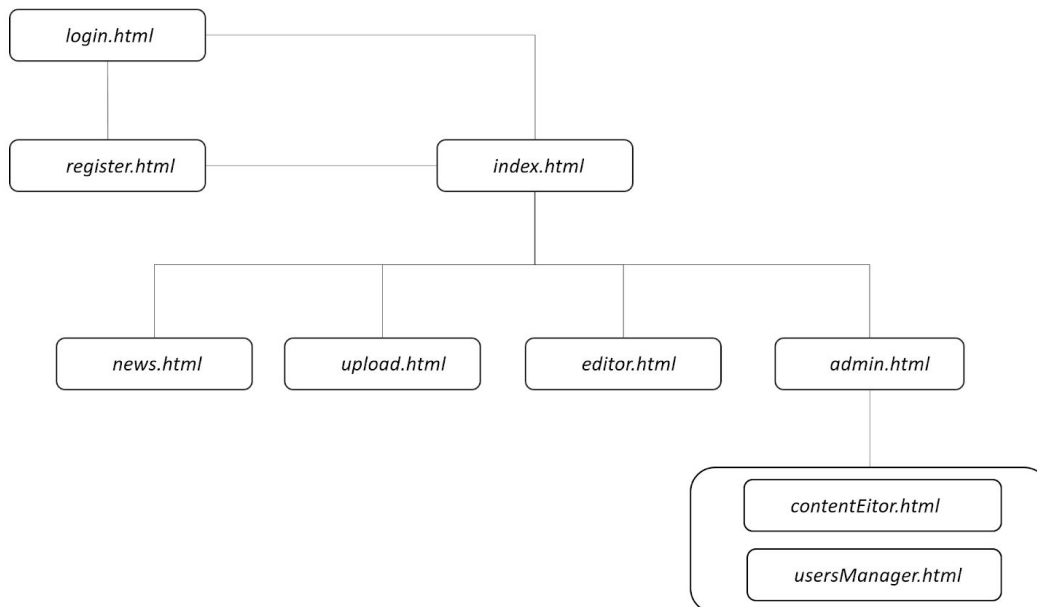 login.html
register.html
index.html
news.html
upload.html
editor.html
admin.html
contentEitor.html
usersManager.html